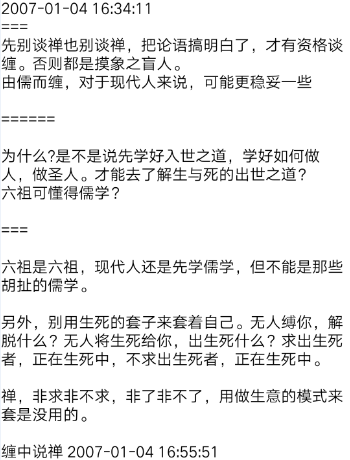 2007-01-04 16:34:11
===
先别谈禅也别谈禅，把论语搞明白了，才有资格谈
缠。否则都是摸象之盲人。
由儒而缠，对于现代人来说，可能更稳妥一些
======
为什么?是不是说先学好入世之道，学好如何做
人，做圣人。才能去了解生与死的出世之道？
六祖可懂得儒学？
===
六祖是六祖，现代人还是先学儒学，但不能是那些
胡扯的儒学。
另外，别用生死的套子来套着自己。无人缚你，解
脱什么？无人将生死给你，出生死什么？求出生死
者，正在生死中，不求出生死者，正在生死中。
禅，非求非不求，非了非不了，用做生意的模式来
套是没用的。
缠中说禅 2007-01-04 16:55:51